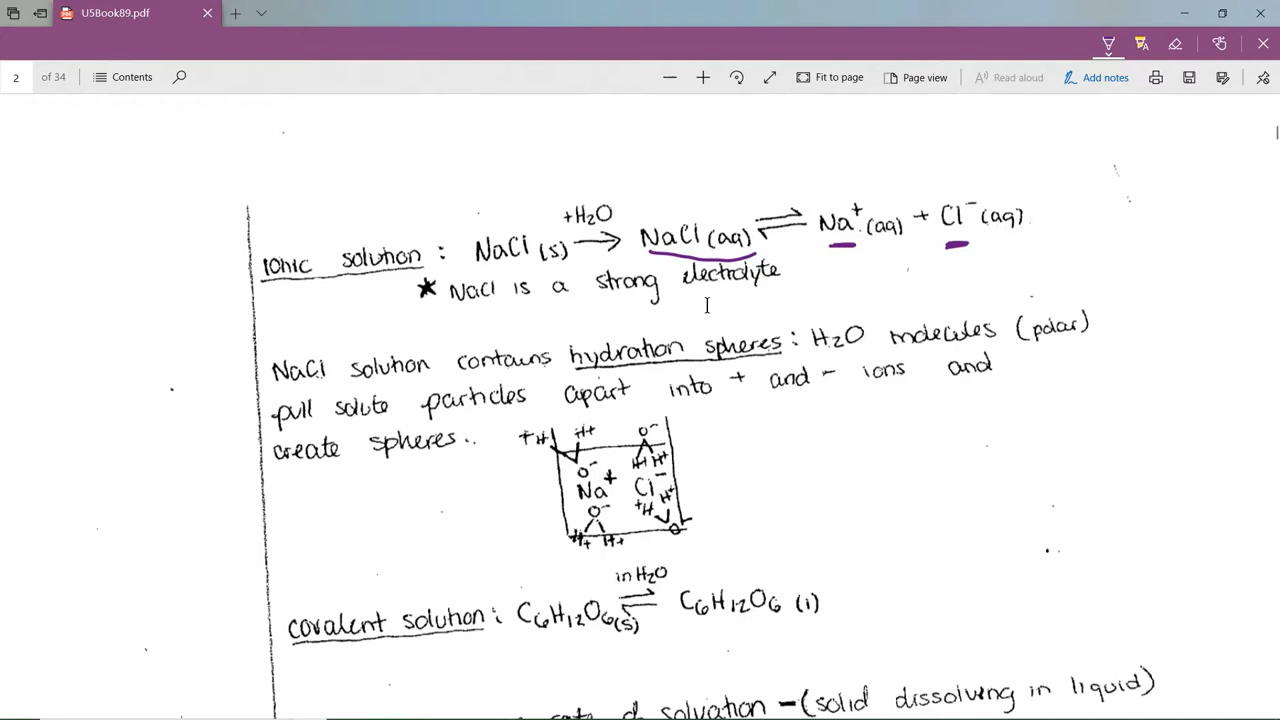 U5Book89.pdf
2 of 34 Contents Fit to page Page view Read aloud Add notes
+H₂O
Ionic solution : NaCl (s) → NaCl (aq) ⇌ Na⁺ (aq) + Cl⁻ (aq)
* NaCl is a strong electrolyte
NaCl solution contains hydration spheres : H₂O molecules (polar)
pull solute particles apart into + and - ions and
create spheres..
+H H+ O⁻
H+ H+
O⁻
Na⁺ Cl⁻
H+
O⁻ +H
H+ H+ O
in H₂O
covalent solution : C₆H₁₂O₆(s) ⇌ C₆H₁₂O₆ (l)
solvation - (solid dissolving in liquid)